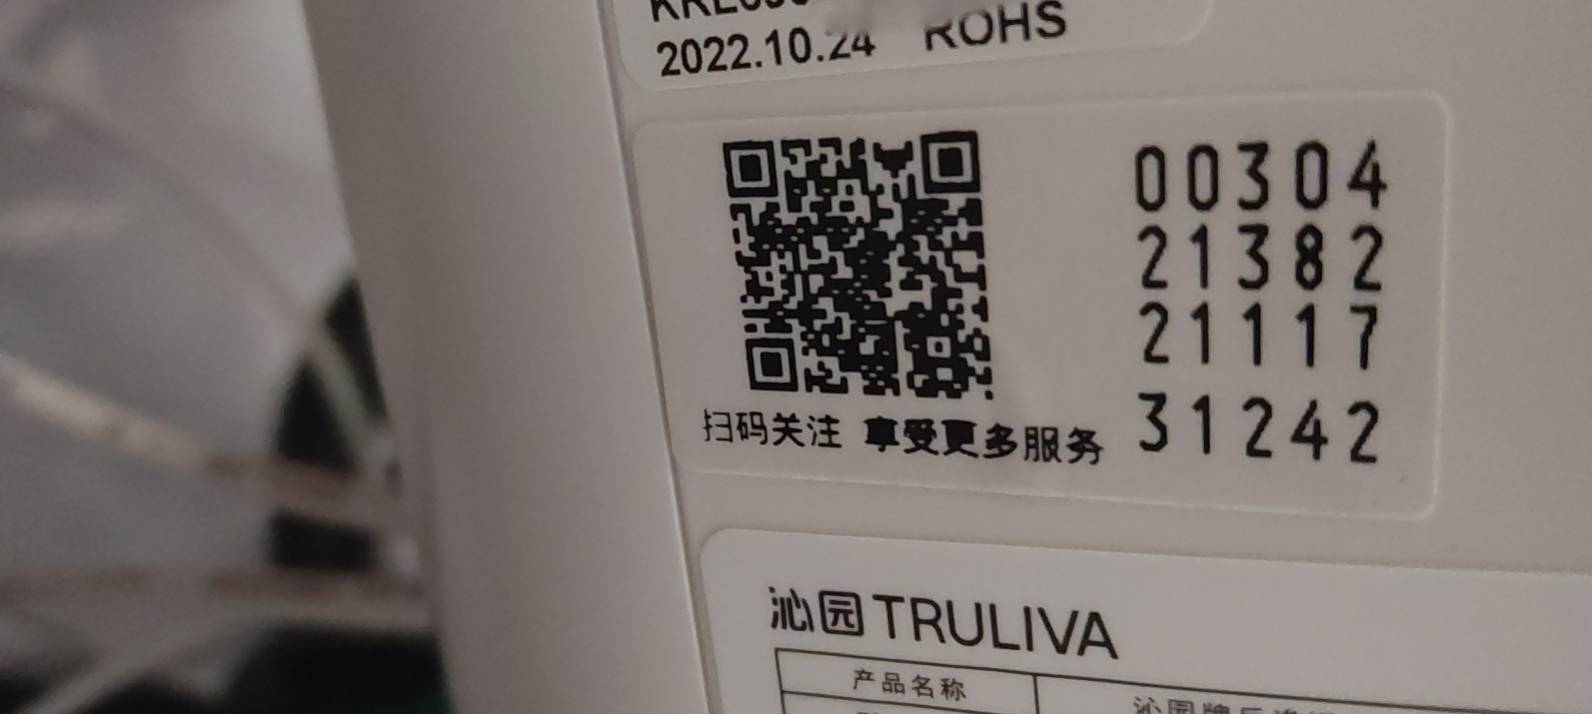 2022.10.24 ROHS
00304
21382
21117
31242
扫码关注 享受更多服务
沁园 TRULIVA
产品名称